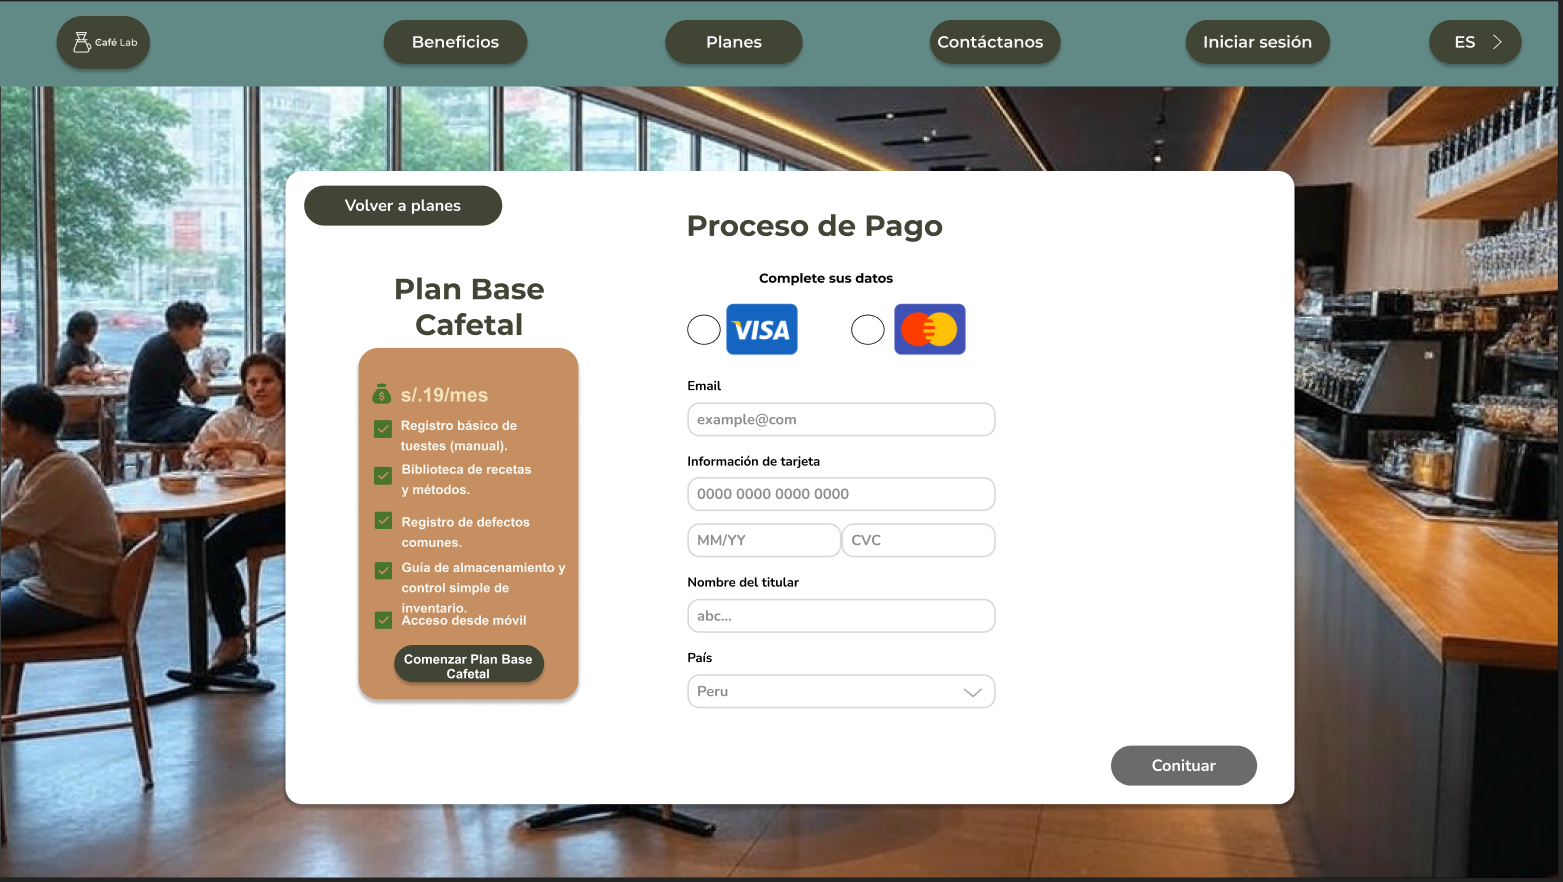 Café Lab
Beneficios
Planes
Contáctanos
Iniciar sesión
ES
Volver a planes
Plan Base
Cafetal
s/.19/mes
Registro básico de
tuestes (manual).
Biblioteca de recetas
y métodos.
Registro de defectos
comunes.
Guía de almacenamiento y
control simple de
inventario.
Acceso desde móvil
Comenzar Plan Base
Cafetal
Proceso de Pago
Complete sus datos
VISA
Email
example@com
Información de tarjeta
0000 0000 0000 0000
MM/YY
CVC
Nombre del titular
abc...
País
Peru
Conituar